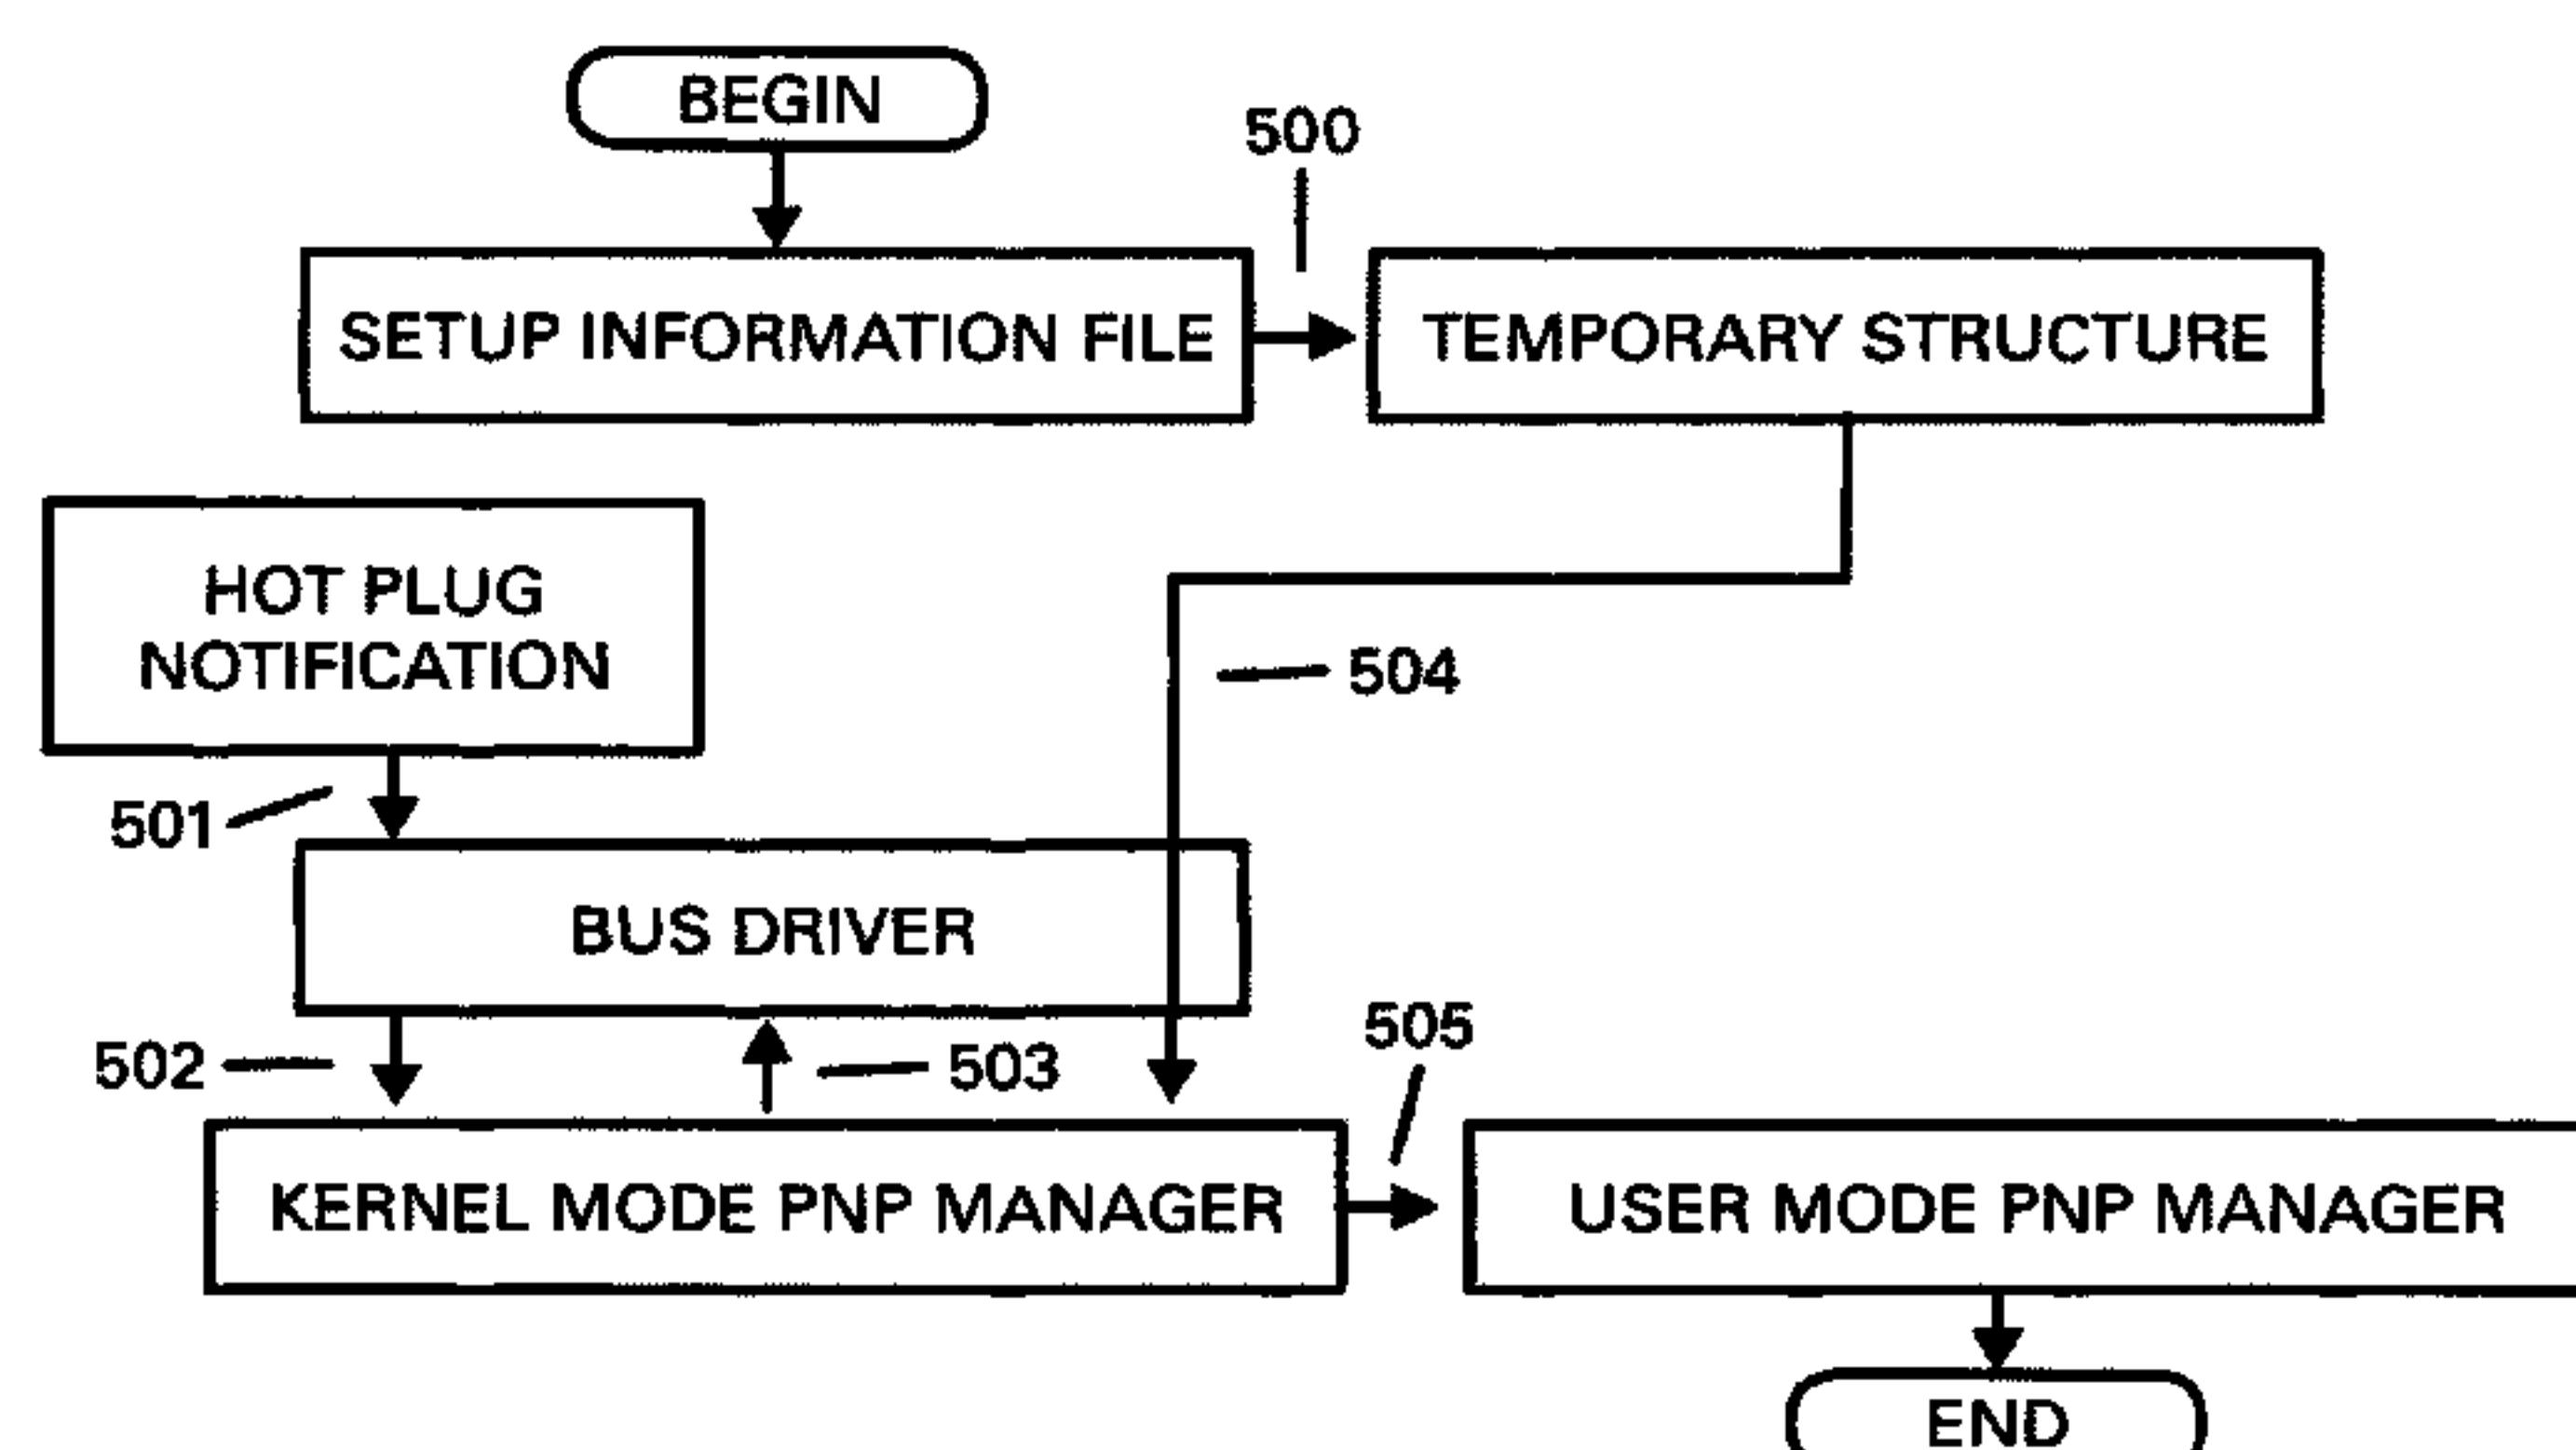 BEGIN
500
SETUP INFORMATION FILE
TEMPORARY STRUCTURE
HOT PLUG
NOTIFICATION
504
501
BUS DRIVER
505
502
503
KERNEL MODE PNP MANAGER
USER MODE PNP MANAGER
END